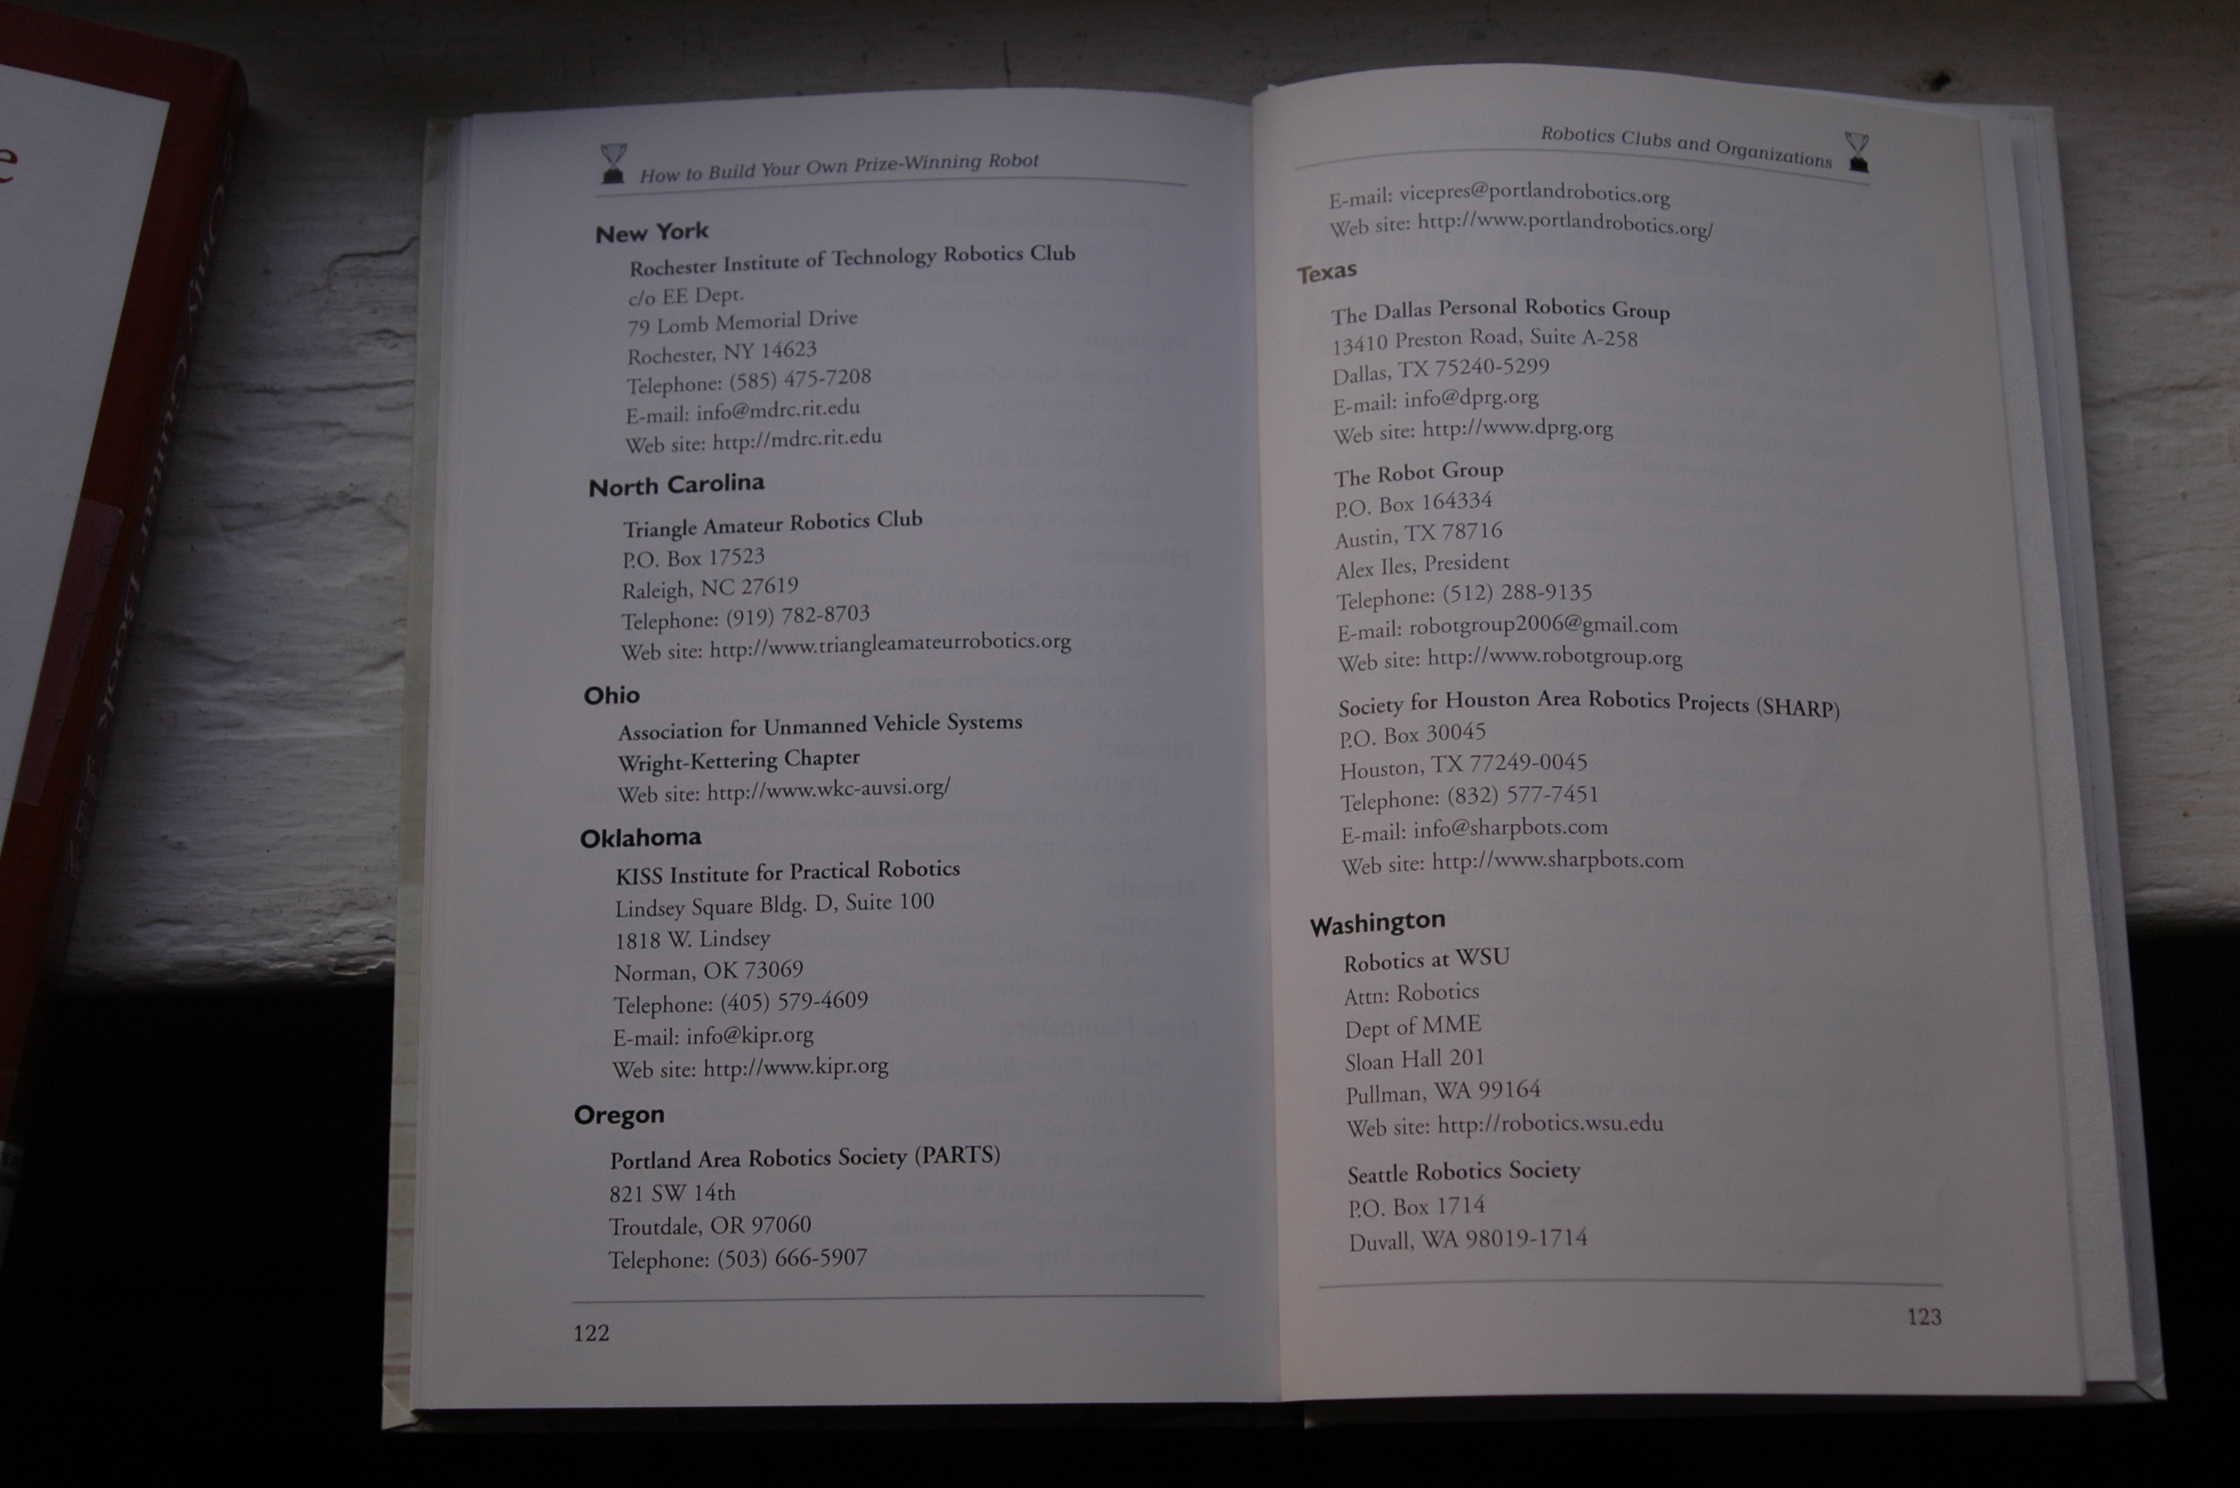 e
ONLY Quilt Book
How to Build Your Own Prize-Winning Robot
New York
Rochester Institute of Technology Robotics Club
c/o EE Dept.
79 Lomb Memorial Drive
Rochester, NY 14623
Telephone: (585) 475-7208
E-mail: info@mdrc.rit.edu
Web site: http://mdrc.rit.edu
North Carolina
Triangle Amateur Robotics Club
P.O. Box 17523
Raleigh, NC 27619
Telephone: (919) 782-8703
Web site: http://www.triangleamateurrobotics.org
Ohio
Association for Unmanned Vehicle Systems
Wright-Kettering Chapter
Web site: http://www.wkc-auvsi.org/
Oklahoma
KISS Institute for Practical Robotics
Lindsey Square Bldg. D, Suite 100
1818 W. Lindsey
Norman, OK 73069
Telephone: (405) 579-4609
E-mail: info@kipr.org
Web site: http://www.kipr.org
Oregon
Portland Area Robotics Society (PARTS)
821 SW 14th
Troutdale, OR 97060
Telephone: (503) 666-5907
122
Robotics Clubs and Organizations
E-mail: vicepres@portlandrobotics.org
Web site: http://www.portlandrobotics.org/
Texas
The Dallas Personal Robotics Group
13410 Preston Road, Suite A-258
Dallas, TX 75240-5299
E-mail: info@dprg.org
Web site: http://www.dprg.org
The Robot Group
P.O. Box 164334
Austin, TX 78716
Alex Iles, President
Telephone: (512) 288-9135
E-mail: robotgroup2006@gmail.com
Web site: http://www.robotgroup.org
Society for Houston Area Robotics Projects (SHARP)
P.O. Box 30045
Houston, TX 77249-0045
Telephone: (832) 577-7451
E-mail: info@sharpbots.com
Web site: http://www.sharpbots.com
Washington
Robotics at WSU
Attn: Robotics
Dept of MME
Sloan Hall 201
Pullman, WA 99164
Web site: http://robotics.wsu.edu
Seattle Robotics Society
P.O. Box 1714
Duvall, WA 98019-1714
123